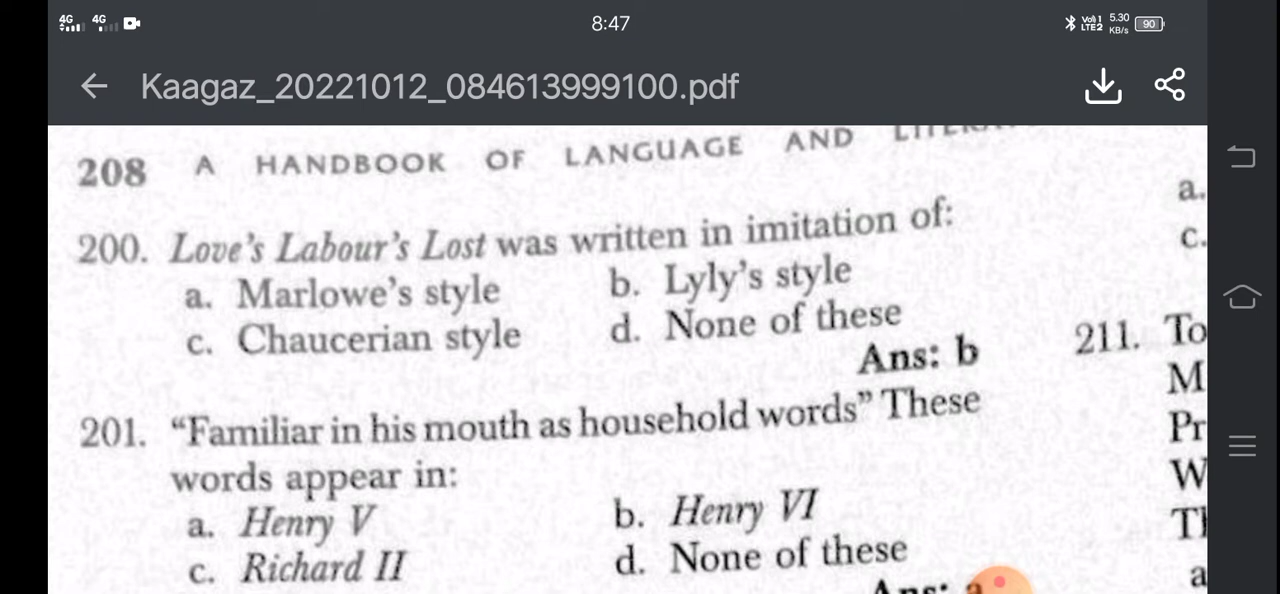 4G 4G 8:47 Vo1 LTE2 5.30 KB/s 90
Kaagaz_20221012_084613999100.pdf
208 A HANDBOOK OF LANGUAGE AND
200. Love's Labour's Lost was written in imitation of:
a. Marlowe's style b. Lyly's style
c. Chaucerian style d. None of these
Ans: b
201. “Familiar in his mouth as household words” These
words appear in:
a. Henry V b. Henry VI
c. Richard II d. None of these
Ans: a
a.
c.
211. To
M
Pr
W
Th
a